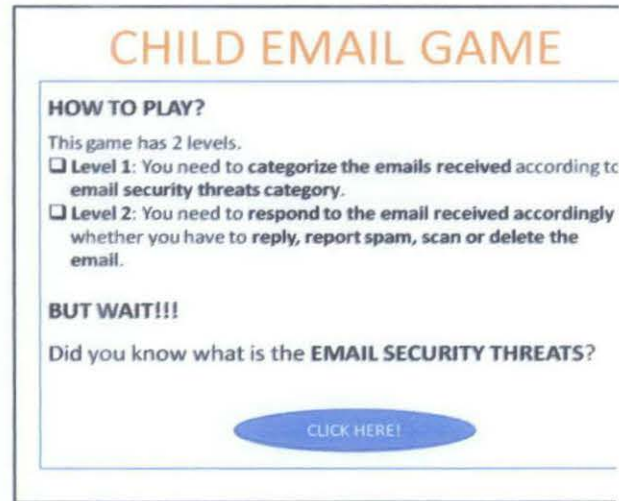 CHILD EMAIL GAME
HOW TO PLAY?
This game has 2 levels.
❑ Level 1: You need to categorize the emails received according to
email security threats category.
❑ Level 2: You need to respond to the email received accordingly
whether you have to reply, report spam, scan or delete the
email.
BUT WAIT!!!
Did you know what is the EMAIL SECURITY THREATS?
CLICK HERE!